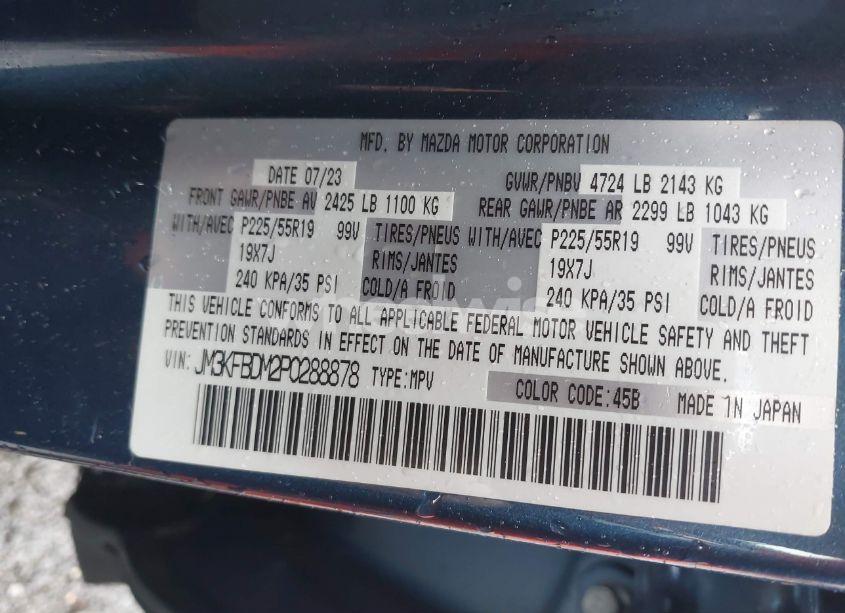 MFD. BY MAZDA MOTOR CORPORATION
DATE 07/23 GVWR/PNBV 4724 LB 2143 KG
FRONT GAWR/PNBE AV 2425 LB 1100 KG REAR GAWR/PNBE AR 2299 LB 1043 KG
WITH/AVEC P225/55R19 99V TIRES/PNEUS WITH/AVEC P225/55R19 99V TIRES/PNEUS
19X7J RIMS/JANTES 19X7J RIMS/JANTES
240 KPA/35 PSI COLD/A FROID 240 KPA/35 PSI COLD/A FROID
THIS VEHICLE CONFORMS TO ALL APPLICABLE FEDERAL MOTOR VEHICLE SAFETY AND THEFT
PREVENTION STANDARDS IN EFFECT ON THE DATE OF MANUFACTURE SHOWN ABOVE.
VIN: JM3KFBDM2P0288878 TYPE:MPV COLOR CODE:45B MADE IN JAPAN